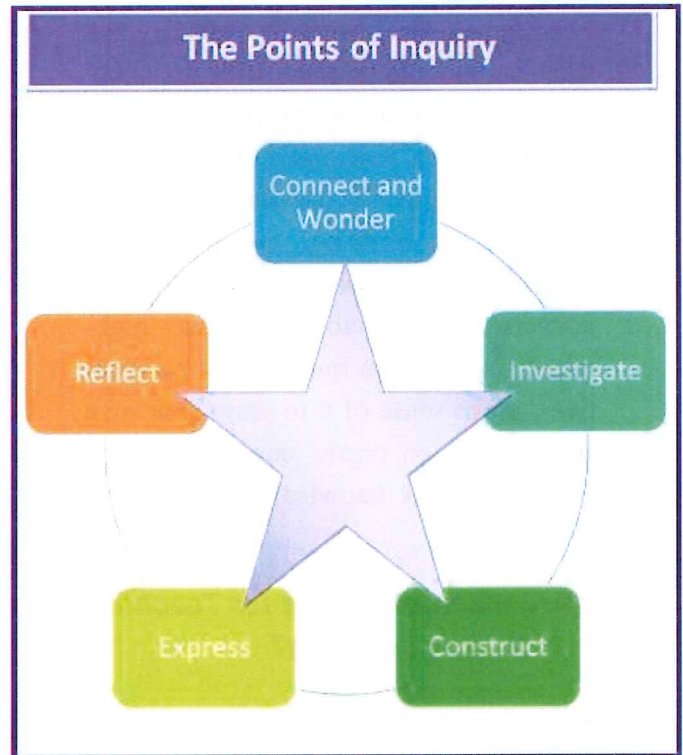 The Points of Inquiry
Connect and
Wonder
Investigate
Construct
Express
Reflect